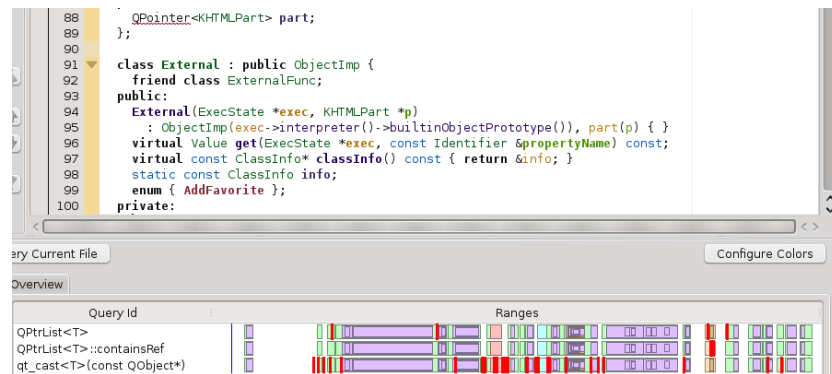 88 QPointer<KHTMLPart> part;
89 };
90
91 class External : public ObjectImp {
92 friend class ExternalFunc;
93 public:
94 External(ExecState *exec, KHTMLPart *p)
95 : ObjectImp(exec->interpreter()->builtinObjectPrototype()), part(p) { }
96 virtual Value get(ExecState *exec, const Identifier &propertyName) const;
97 virtual const ClassInfo* classInfo() const { return &info; }
98 static const ClassInfo info;
99 enum { AddFavorite };
100 private:
ery Current File Configure Colors
Overview
Query Id Ranges
QPtrList<T>
QPtrList<T>::containsRef
qt_cast<T>(const QObject*)